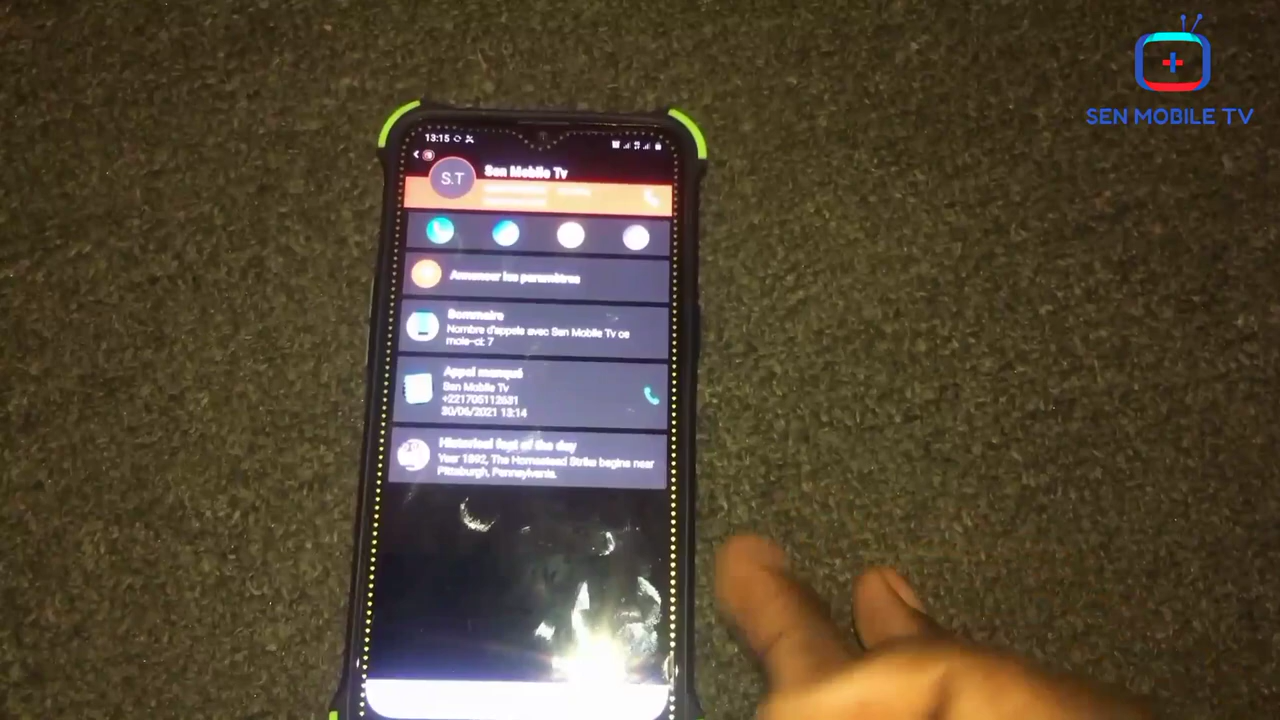 SEN MOBILE TV
13:15
S.T
Sen Mobile Tv
Annoncer les paramètres
Sommaire
Nombre d'appels avec Sen Mobile Tv ce
mois-ci: 7
Appel manqué
Sen Mobile Tv
+221705112631
30/06/2021 13:14
Historical fact of the day
Year 1892, The Homestead Strike begins near
Pittsburgh, Pennsylvania.